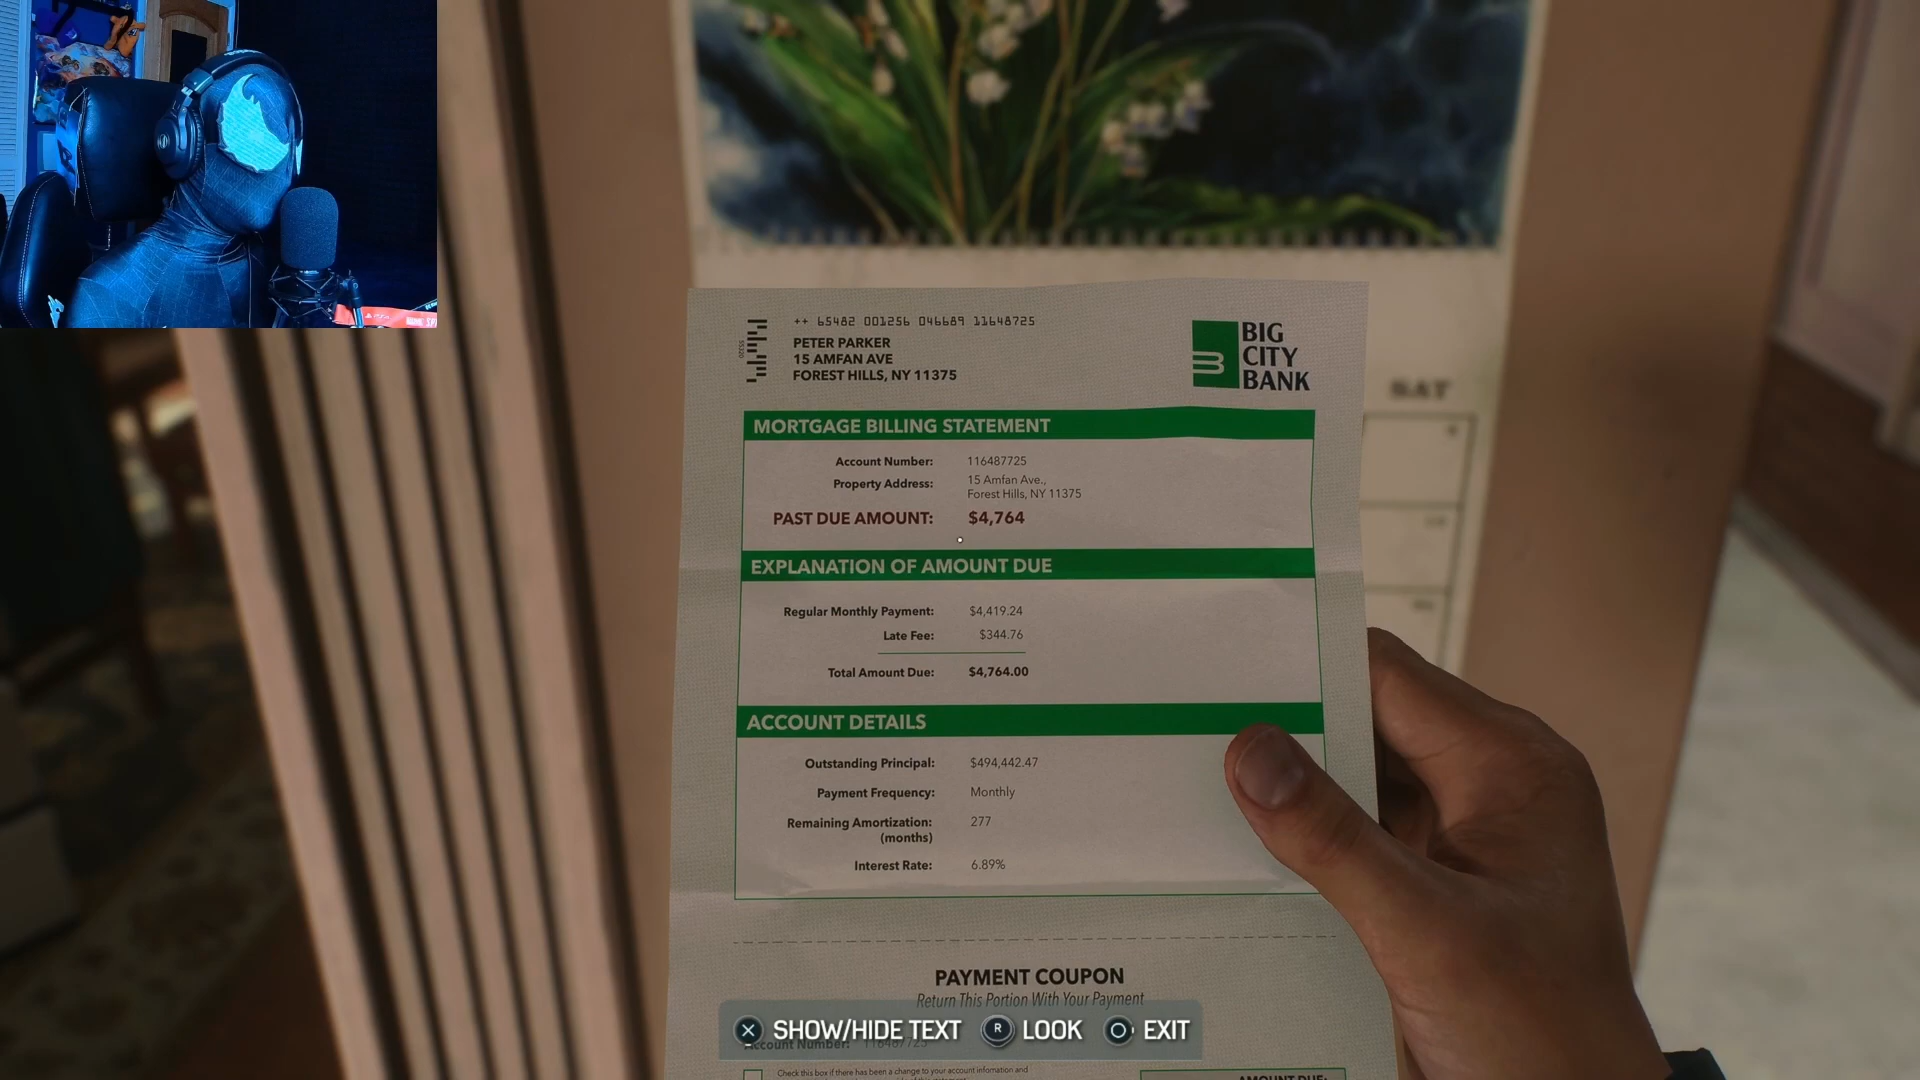 ++ 65482 001256 046689 11648725
PETER PARKER
15 AMFAN AVE
FOREST HILLS, NY 11375
BIG
CITY
BANK
SAT
MORTGAGE BILLING STATEMENT
Account Number: 116487725
Property Address: 15 Amfan Ave.,
Forest Hills, NY 11375
PAST DUE AMOUNT: $4,764
EXPLANATION OF AMOUNT DUE
Regular Monthly Payment: $4,419.24
Late Fee: $344.76
Total Amount Due: $4,764.00
ACCOUNT DETAILS
Outstanding Principal: $494,442.47
Payment Frequency: Monthly
Remaining Amortization: 277
(months)
Interest Rate: 6.89%
PAYMENT COUPON
Return This Portion With Your Payment
SHOW/HIDE TEXT R LOOK EXIT
Account Number: 116487725
Check this box if there has been a change to your account information and
AMOUNT DUE: